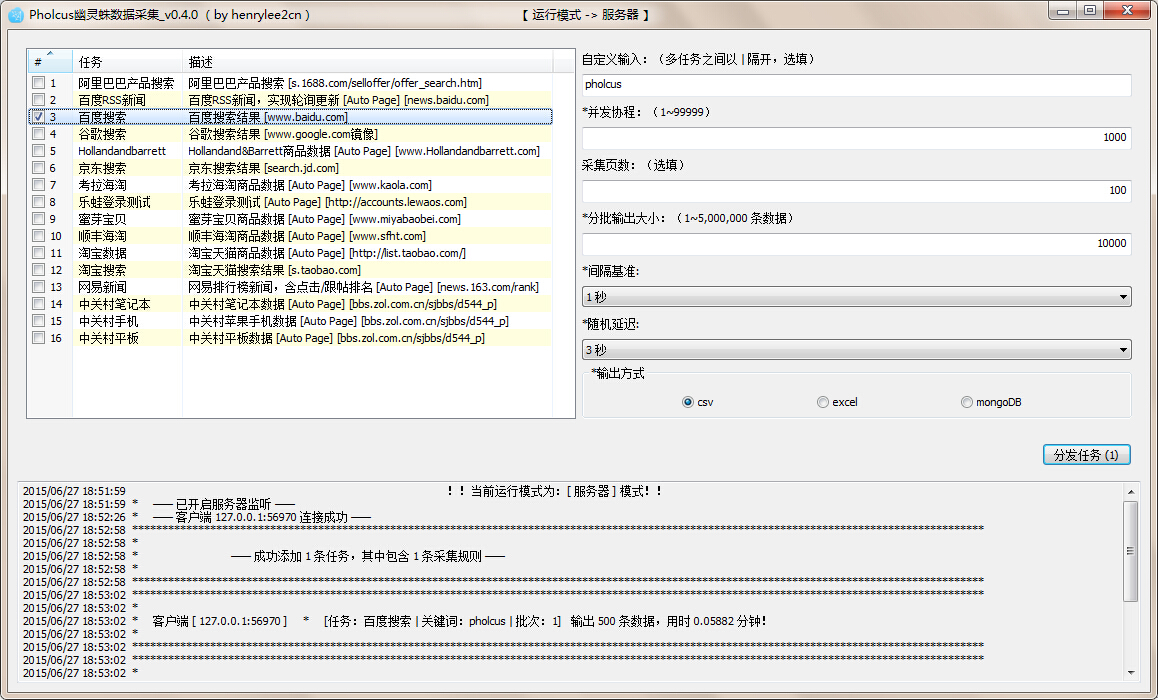 Pholcus幽灵蛛数据采集_v0.4.0 （ by henrylee2cn ） 【 运行模式 -> 服务器 】
# 任务 描述
1 阿里巴巴产品搜索 阿里巴巴产品搜索 [s.1688.com/selloffer/offer_search.htm]
2 百度RSS新闻 百度RSS新闻，实现轮询更新 [Auto Page] [news.baidu.com]
3 百度搜索 百度搜索结果 [www.baidu.com]
4 谷歌搜索 谷歌搜索结果 [www.google.com镜像]
5 Hollandandbarrett Hollandand&Barrett商品数据 [Auto Page] [www.Hollandandbarrett.com]
6 京东搜索 京东搜索结果 [search.jd.com]
7 考拉海淘 考拉海淘商品数据 [Auto Page] [www.kaola.com]
8 乐蛙登录测试 乐蛙登录测试 [Auto Page] [http://accounts.lewaos.com]
9 蜜芽宝贝 蜜芽宝贝商品数据 [Auto Page] [www.miyabaobei.com]
10 顺丰海淘 顺丰海淘商品数据 [Auto Page] [www.sfht.com]
11 淘宝数据 淘宝天猫商品数据 [Auto Page] [http://list.taobao.com/]
12 淘宝搜索 淘宝天猫搜索结果 [s.taobao.com]
13 网易新闻 网易排行榜新闻，含点击/跟帖排名 [Auto Page] [news.163.com/rank]
14 中关村笔记本 中关村笔记本数据 [Auto Page] [bbs.zol.com.cn/sjbbs/d544_p]
15 中关村手机 中关村苹果手机数据 [Auto Page] [bbs.zol.com.cn/sjbbs/d544_p]
16 中关村平板 中关村平板数据 [Auto Page] [bbs.zol.com.cn/sjbbs/d544_p]
自定义输入：（多任务之间以 | 隔开，选填）
pholcus
*并发协程：（1~99999）
1000
采集页数：（选填）
100
*分批输出大小：（1~5,000,000 条数据）
10000
*间隔基准:
1 秒
*随机延迟:
3 秒
*输出方式
csv excel mongoDB
分发任务 (1)
2015/06/27 18:51:59 ！！当前运行模式为：[ 服务器 ] 模式！！
2015/06/27 18:51:59 * —— 已开启服务器监听 ——
2015/06/27 18:52:26 * —— 客户端 127.0.0.1:56970 连接成功 ——
2015/06/27 18:52:58 ********************************************************************************************************************************************
2015/06/27 18:52:58 *
2015/06/27 18:52:58 * —— 成功添加 1 条任务，其中包含 1 条采集规则 ——
2015/06/27 18:52:58 *
2015/06/27 18:52:58 ********************************************************************************************************************************************
2015/06/27 18:53:02 ********************************************************************************************************************************************
2015/06/27 18:53:02 *
2015/06/27 18:53:02 * 客户端 [ 127.0.0.1:56970 ] * [任务：百度搜索 | 关键词：pholcus | 批次：1] 输出 500 条数据，用时 0.05882 分钟！
2015/06/27 18:53:02 *
2015/06/27 18:53:02 ********************************************************************************************************************************************
2015/06/27 18:53:02 ********************************************************************************************************************************************
2015/06/27 18:53:02 *